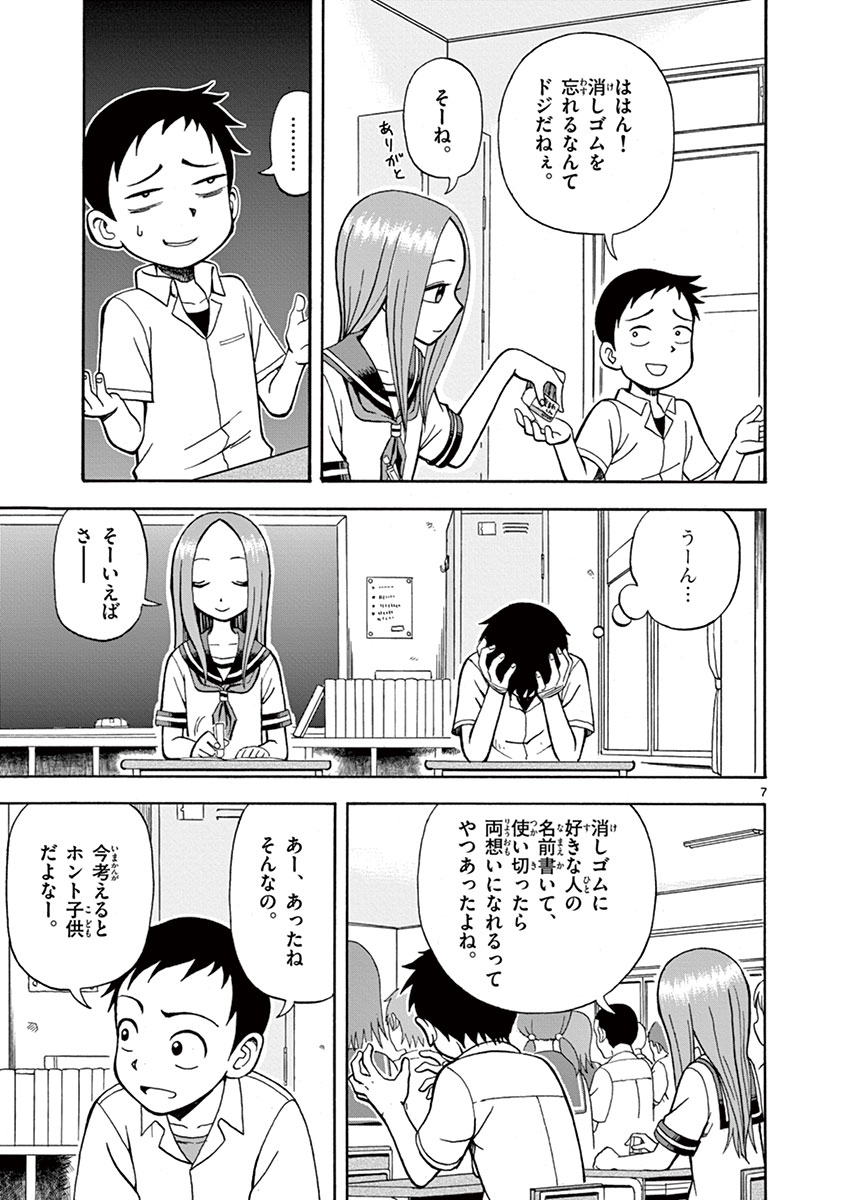 ははん！
消しゴムを
忘れるなんて
ドジだねぇ。
そーね。
ありがと
………
うーん…
そーいえば
さー
7
消しゴムに
好きな人の
名前書いて、
使い切ったら
両想いになれるって
やつあったよね。
あー、あったね
そんなの。
今考えると
ホント子供
だよなー。